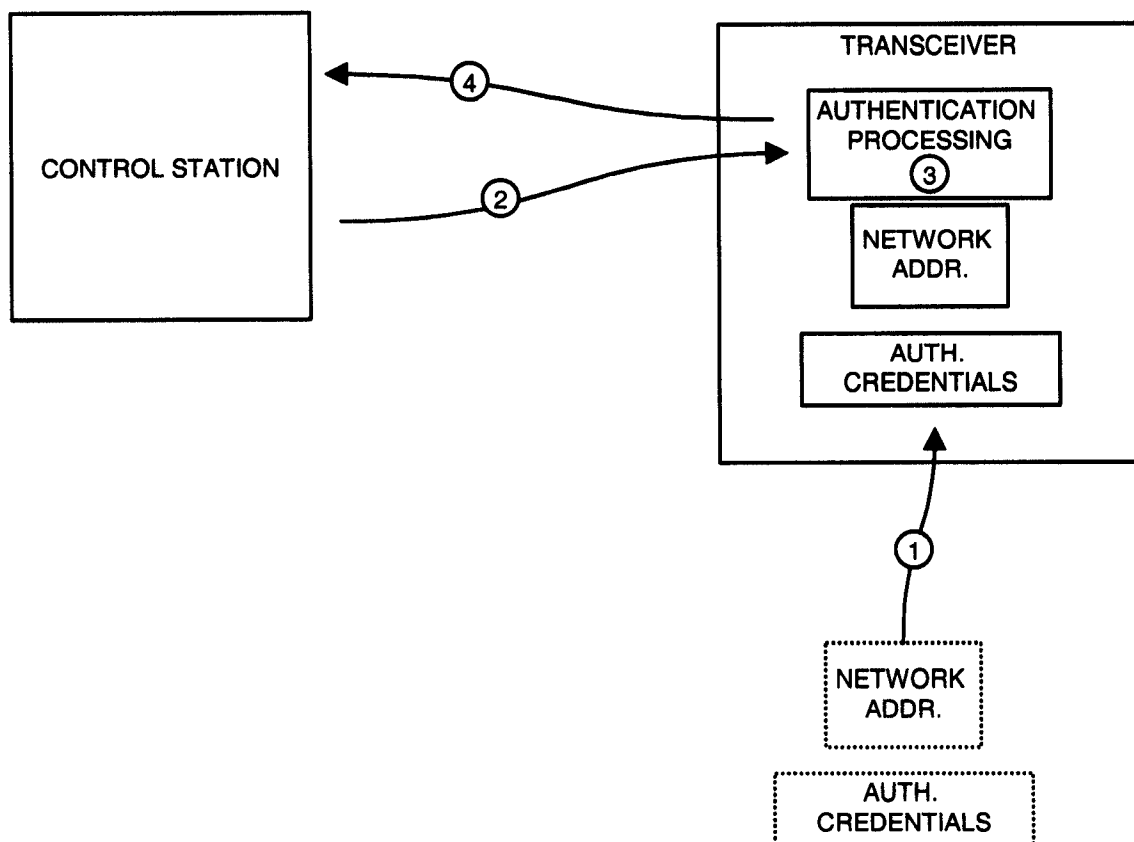 TRANSCEIVER
4
AUTHENTICATION
PROCESSING
3
CONTROL STATION
2
NETWORK
ADDR.
AUTH.
CREDENTIALS
1
NETWORK
ADDR.
AUTH.
CREDENTIALS